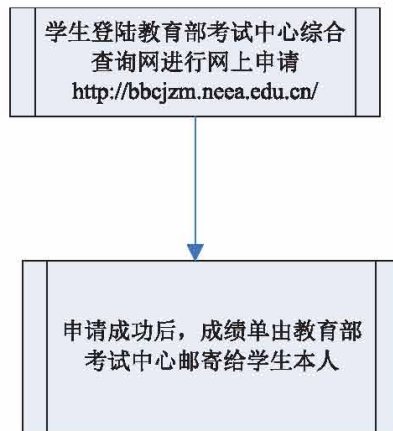 学生登陆教育部考试中心综合
查询网进行网上申请
http://bbcjzm.neea.edu.cn/
申请成功后，成绩单由教育部
考试中心邮寄给学生本人